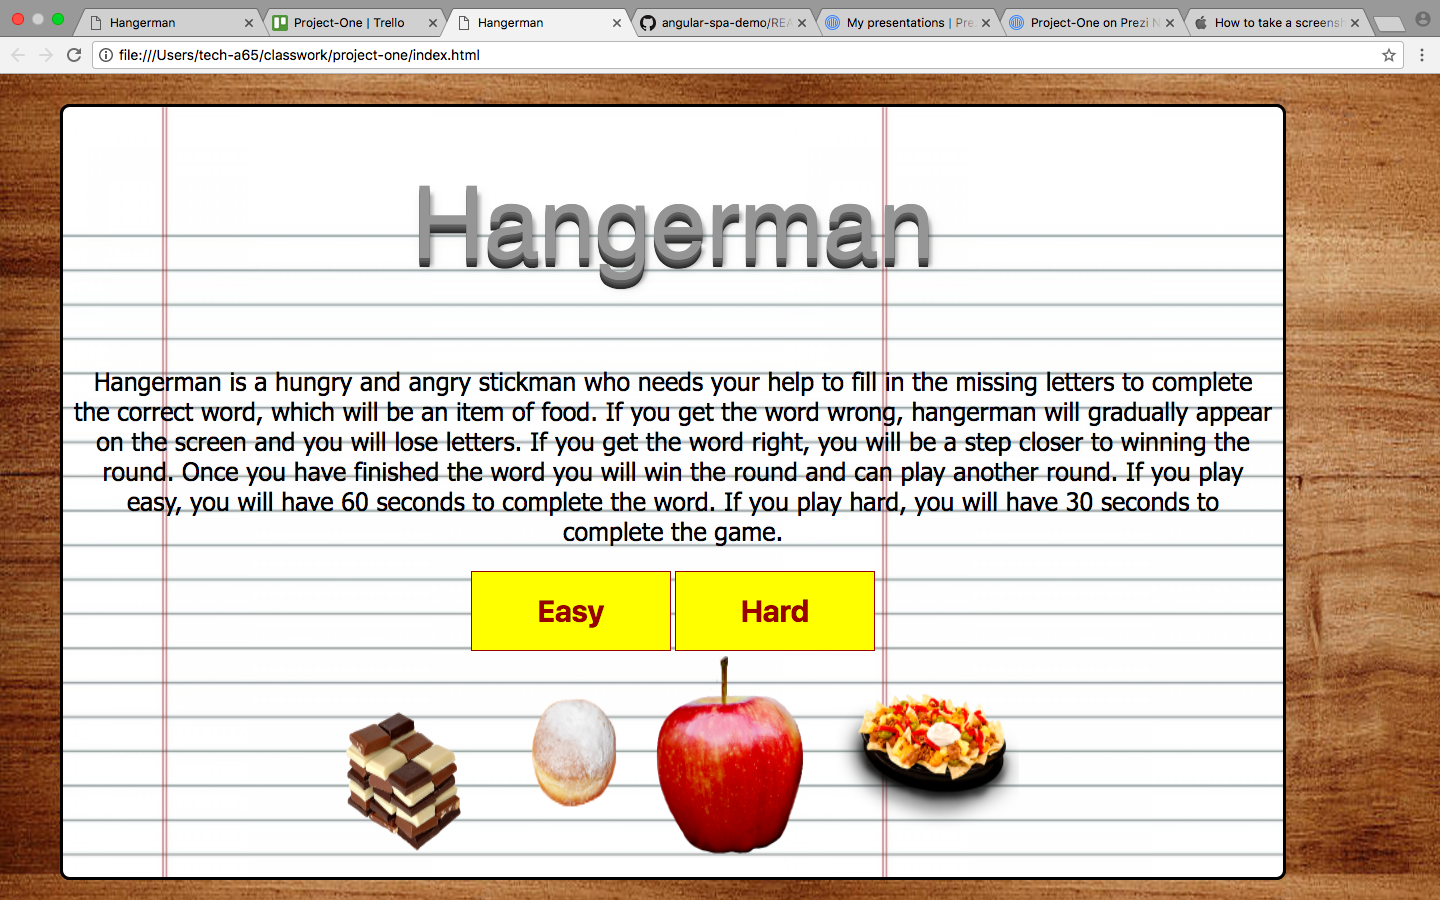 Hangerman
Project-One | Trello
Hangerman
angular-spa-demo/REA
My presentations | Pre
Project-One on Prezi N
How to take a screensh
file:///Users/tech-a65/classwork/project-one/index.html
Hangerman
Hangerman is a hungry and angry stickman who needs your help to fill in the missing letters to complete
the correct word, which will be an item of food. If you get the word wrong, hangerman will gradually appear
on the screen and you will lose letters. If you get the word right, you will be a step closer to winning the
round. Once you have finished the word you will win the round and can play another round. If you play
easy, you will have 60 seconds to complete the word. If you play hard, you will have 30 seconds to
complete the game.
Easy
Hard